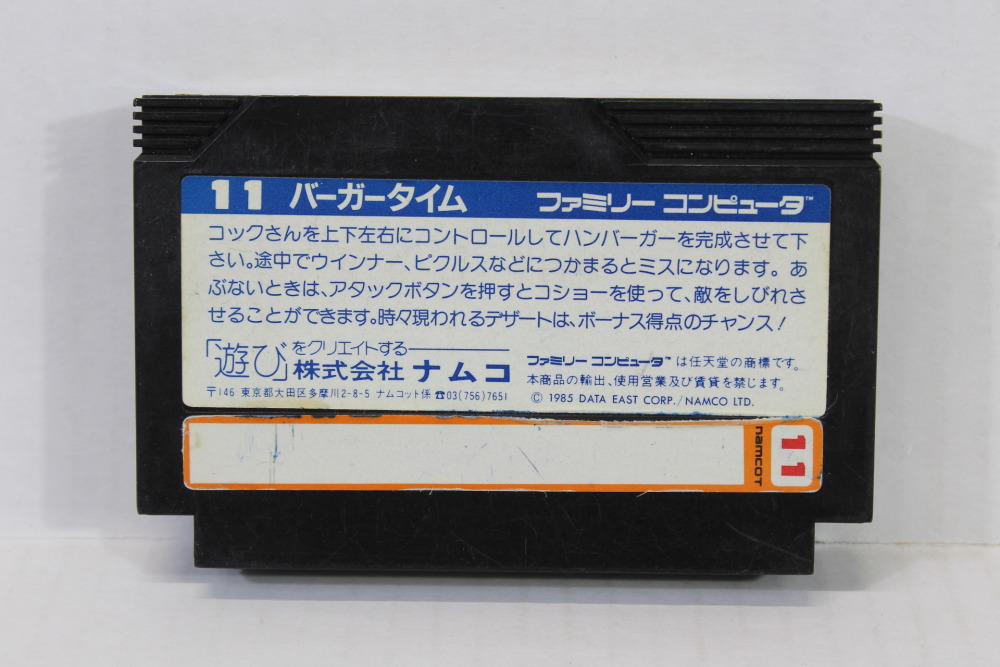 11 バーガータイム ファミリー コンピュータ™
コックさんを上下左右にコントロールしてハンバーガーを完成させて下
さい。途中でウインナー、ピクルスなどにつかまるとミスになります。あ
ぶないときは、アタックボタンを押すとコショーを使って、敵をしびれさ
せることができます。時々現われるデザートは、ボーナス得点のチャンス!
「遊び」をクリエイトする
株式会社 ナムコ
〒146 東京都大田区多摩川2-8-5 ナムコット係 ☎03(756)7651
ファミリー コンピュータ™ は任天堂の商標です。
本商品の輸出、使用営業及び賃貸を禁じます。
© 1985 DATA EAST CORP./NAMCO LTD.
11
namcot